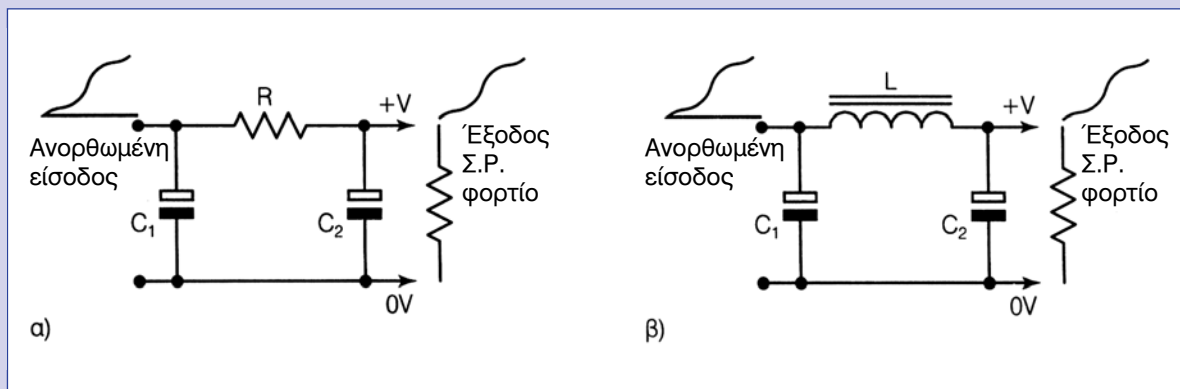 R
+V
Ανορθωμένη
είσοδος
Έξοδος
Σ.Ρ.
φορτίο
C₁
C₂
0V
α)
L
+V
Ανορθωμένη
είσοδος
Έξοδος
Σ.Ρ.
φορτίο
C₁
C₂
0V
β)